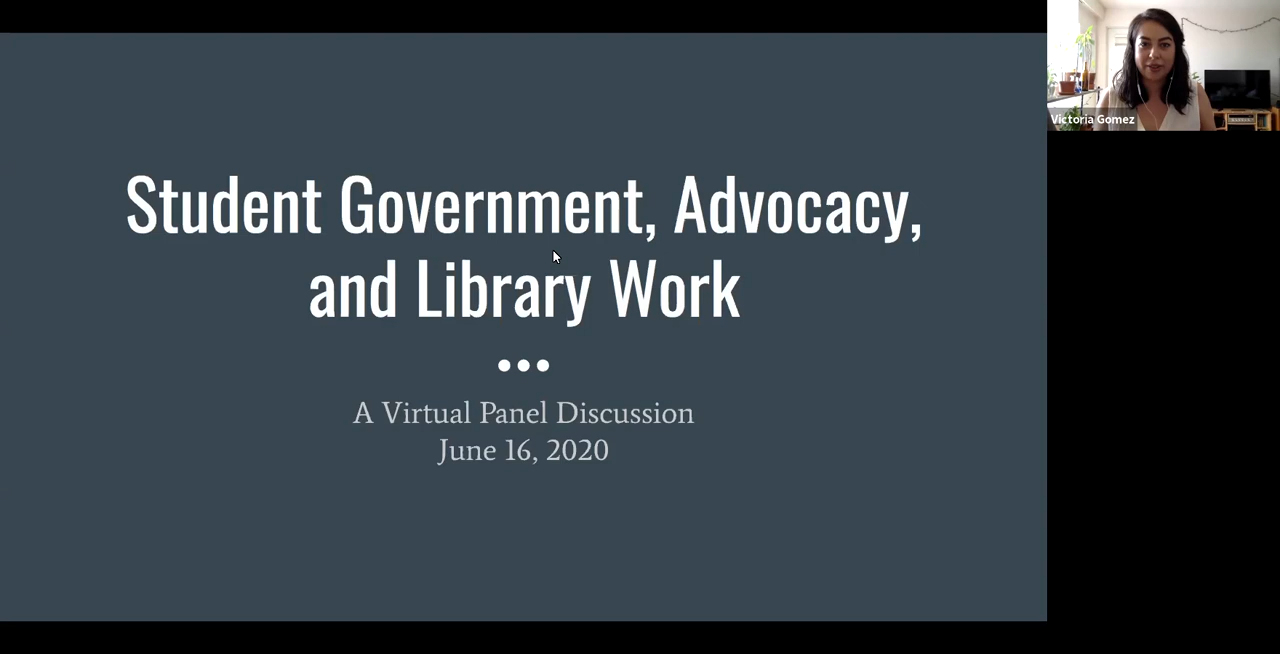 Student Government, Advocacy,
and Library Work
A Virtual Panel Discussion
June 16, 2020
Victoria Gomez